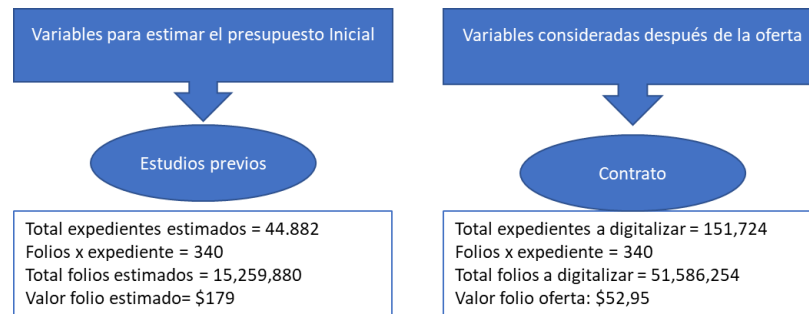 Variables para estimar el presupuesto Inicial
Estudios previos
Total expedientes estimados = 44.882
Folios x expediente = 340
Total folios estimados = 15,259,880
Valor folio estimado= $179
Variables consideradas después de la oferta
Contrato
Total expedientes a digitalizar = 151,724
Folios x expediente = 340
Total folios a digitalizar = 51,586,254
Valor folio oferta: $52,95